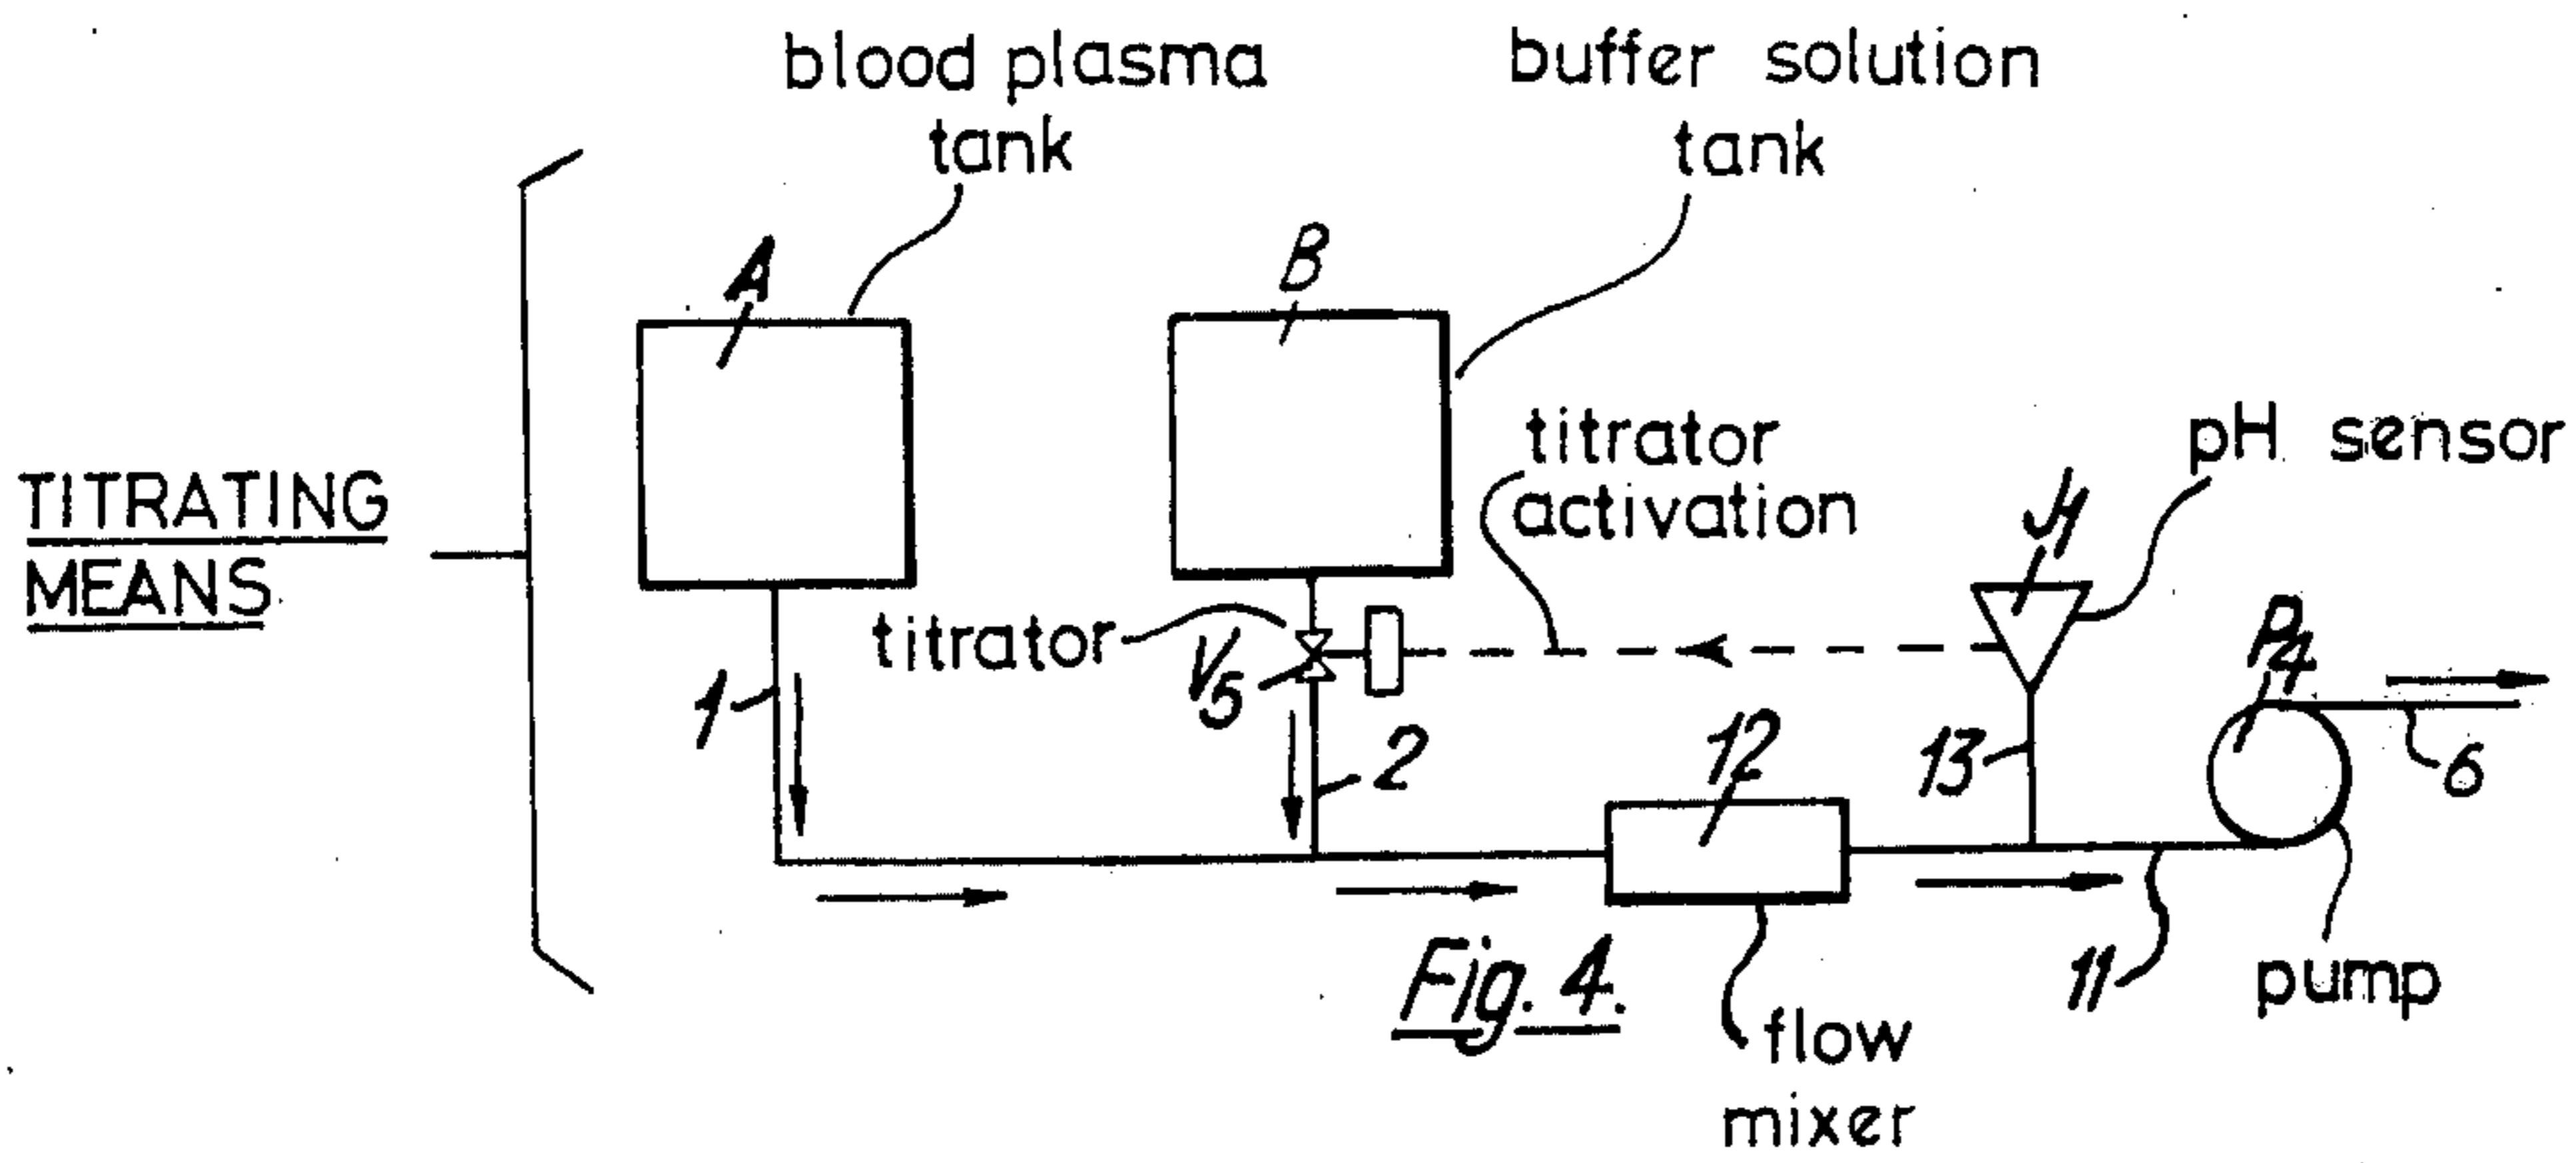 blood plasma
tank
buffer solution
tank
A
B
TITRATING
MEANS
titrator
activation
pH sensor
titrator
V5
P4
1
2
12
13
6
11
Fig. 4.
flow
mixer
pump